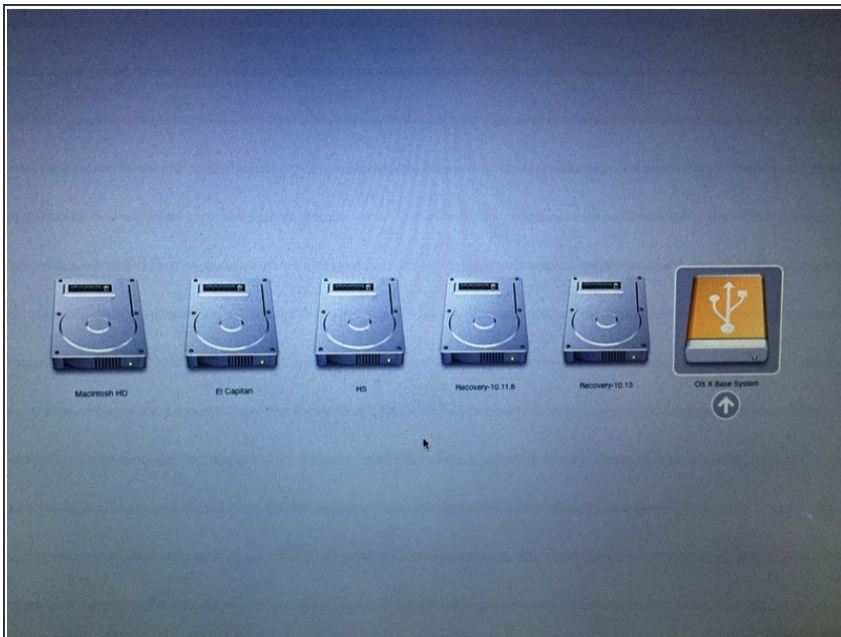 Macintosh HD
El Capitan
HS
Recovery-10.11.6
Recovery-10.13
OS X Base System